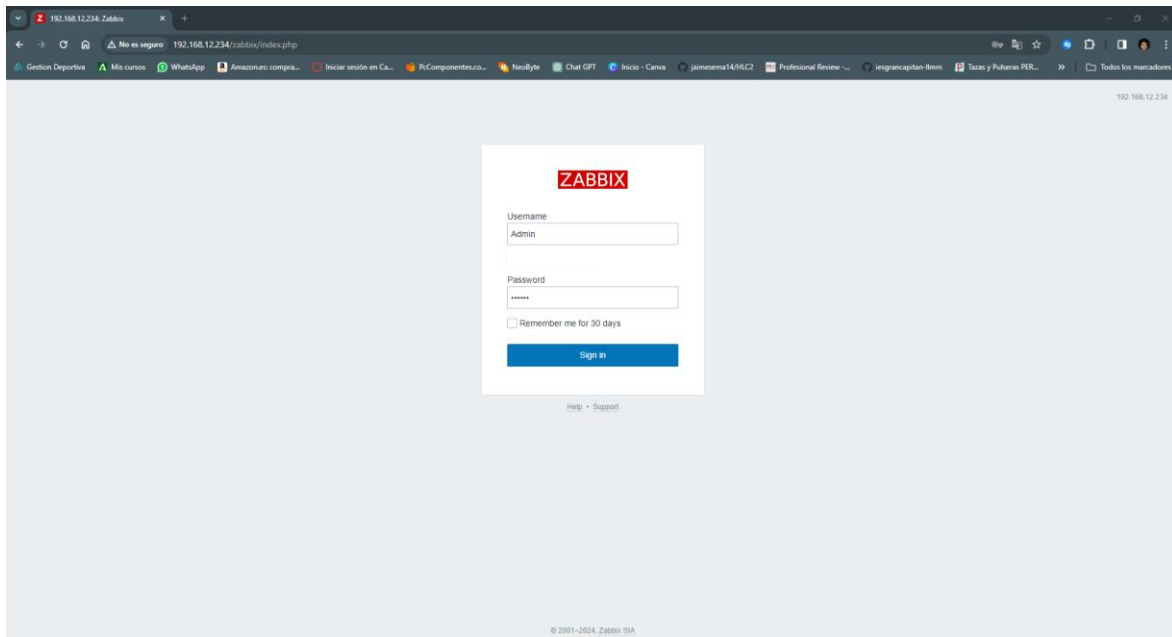 192.168.12.234: Zabbix
No es seguro 192.168.12.234/zabbix/index.php
Gestion Deportiva Mis cursos WhatsApp Amazon.es: compra... Iniciar sesión en Ca... PcComponentes.co... NeoByte Chat GPT Inicio - Canva jaimesema14/HLC2 Profesional Review -... iesgrancapitan-llmm Tazas y Pulseras PER... » Todos los marcadores
192.168.12.234
ZABBIX
Username
Admin
Password
••••••
Remember me for 30 days
Sign in
Help • Support
© 2001–2024, Zabbix SIA